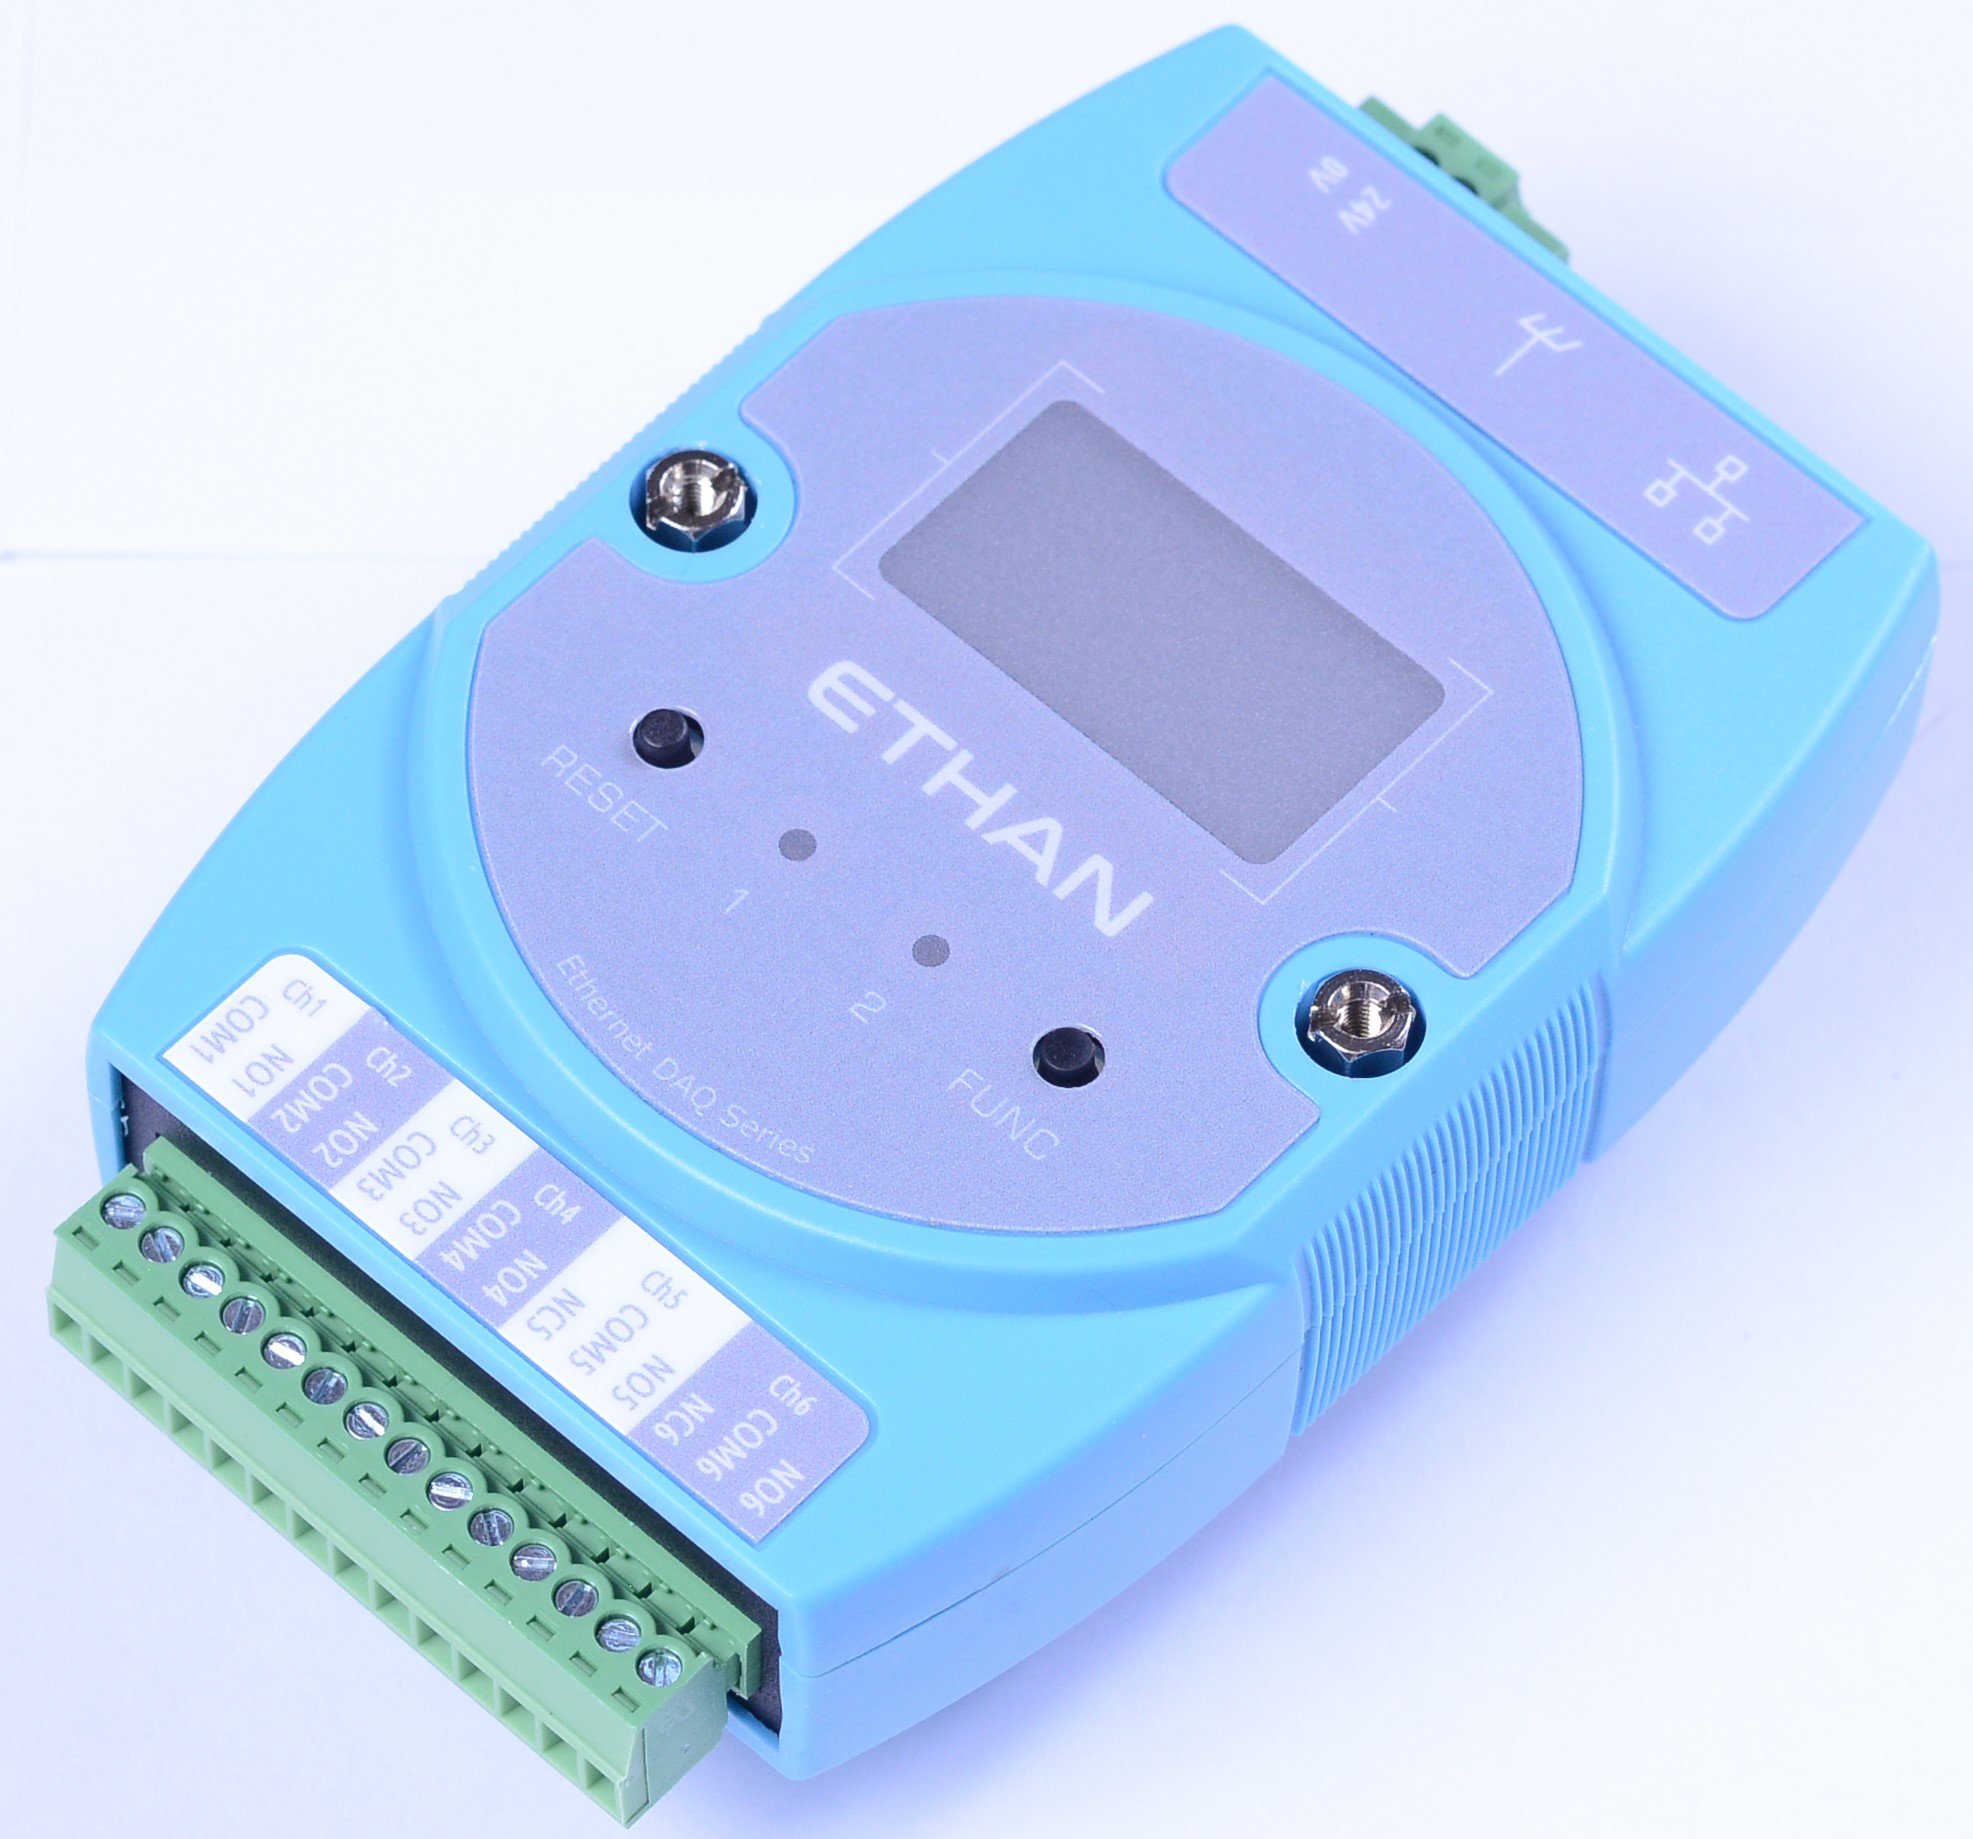 0V
24V
ETHAN
RESET
1
2
FUNC
Ethernet DAQ Series
Ch1
COM1
NO1
Ch2
COM2
NO2
Ch3
COM3
NO3
Ch4
COM4
NO4
Ch5
NC5
COM5
NO5
Ch6
NC6
COM6
NO6